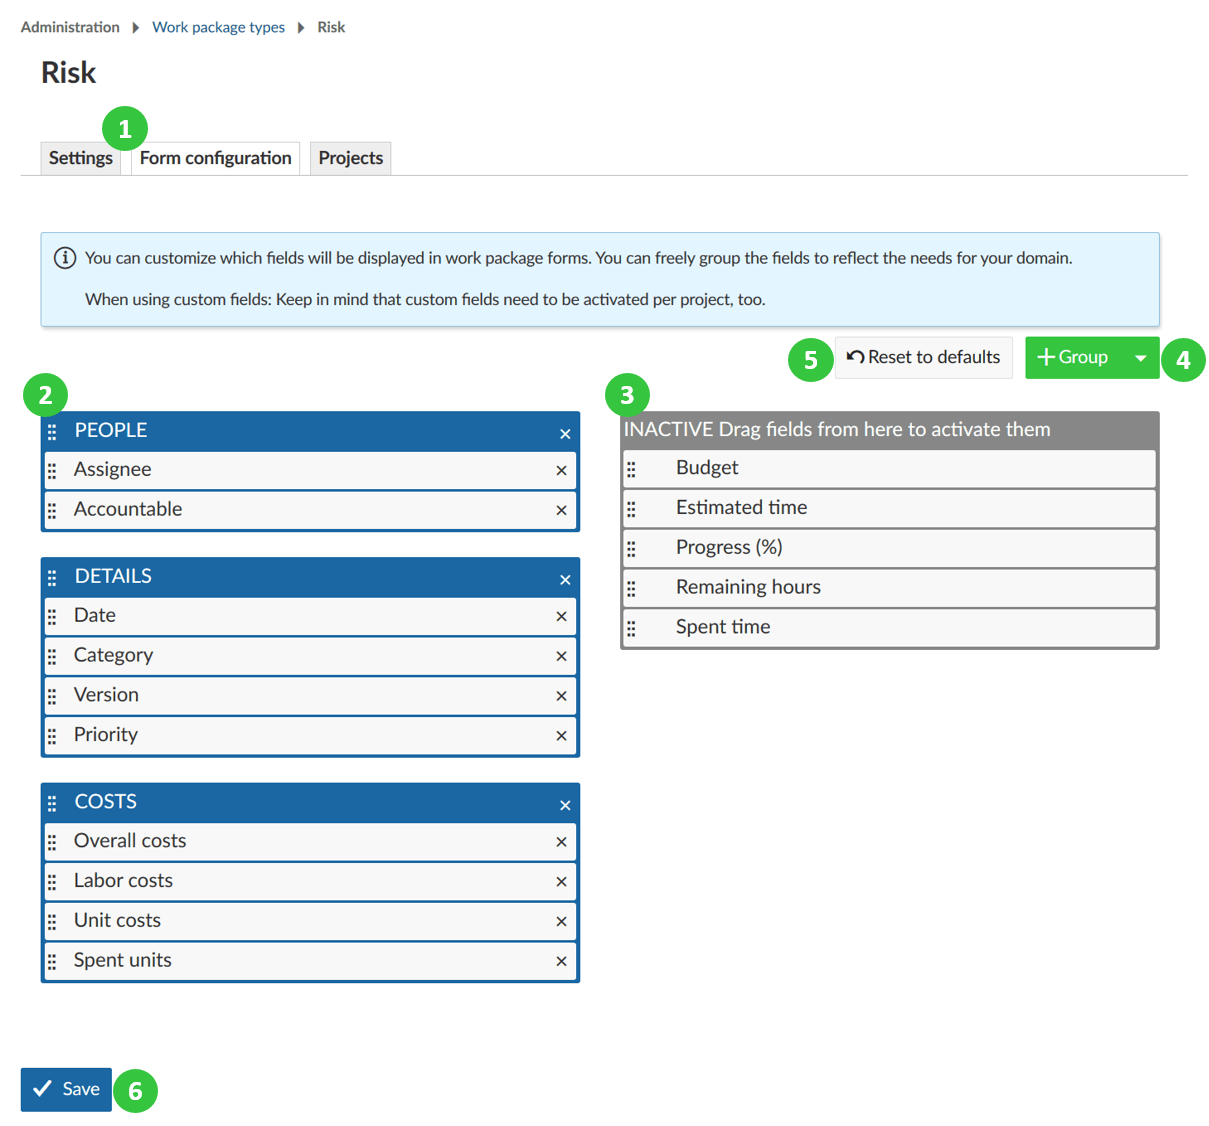 Administration Work package types Risk
Risk
1
Settings Form configuration Projects
You can customize which fields will be displayed in work package forms. You can freely group the fields to reflect the needs for your domain.
When using custom fields: Keep in mind that custom fields need to be activated per project, too.
5 Reset to defaults + Group 4
2
PEOPLE
Assignee
Accountable
DETAILS
Date
Category
Version
Priority
COSTS
Overall costs
Labor costs
Unit costs
Spent units
3
INACTIVE Drag fields from here to activate them
Budget
Estimated time
Progress (%)
Remaining hours
Spent time
Save 6